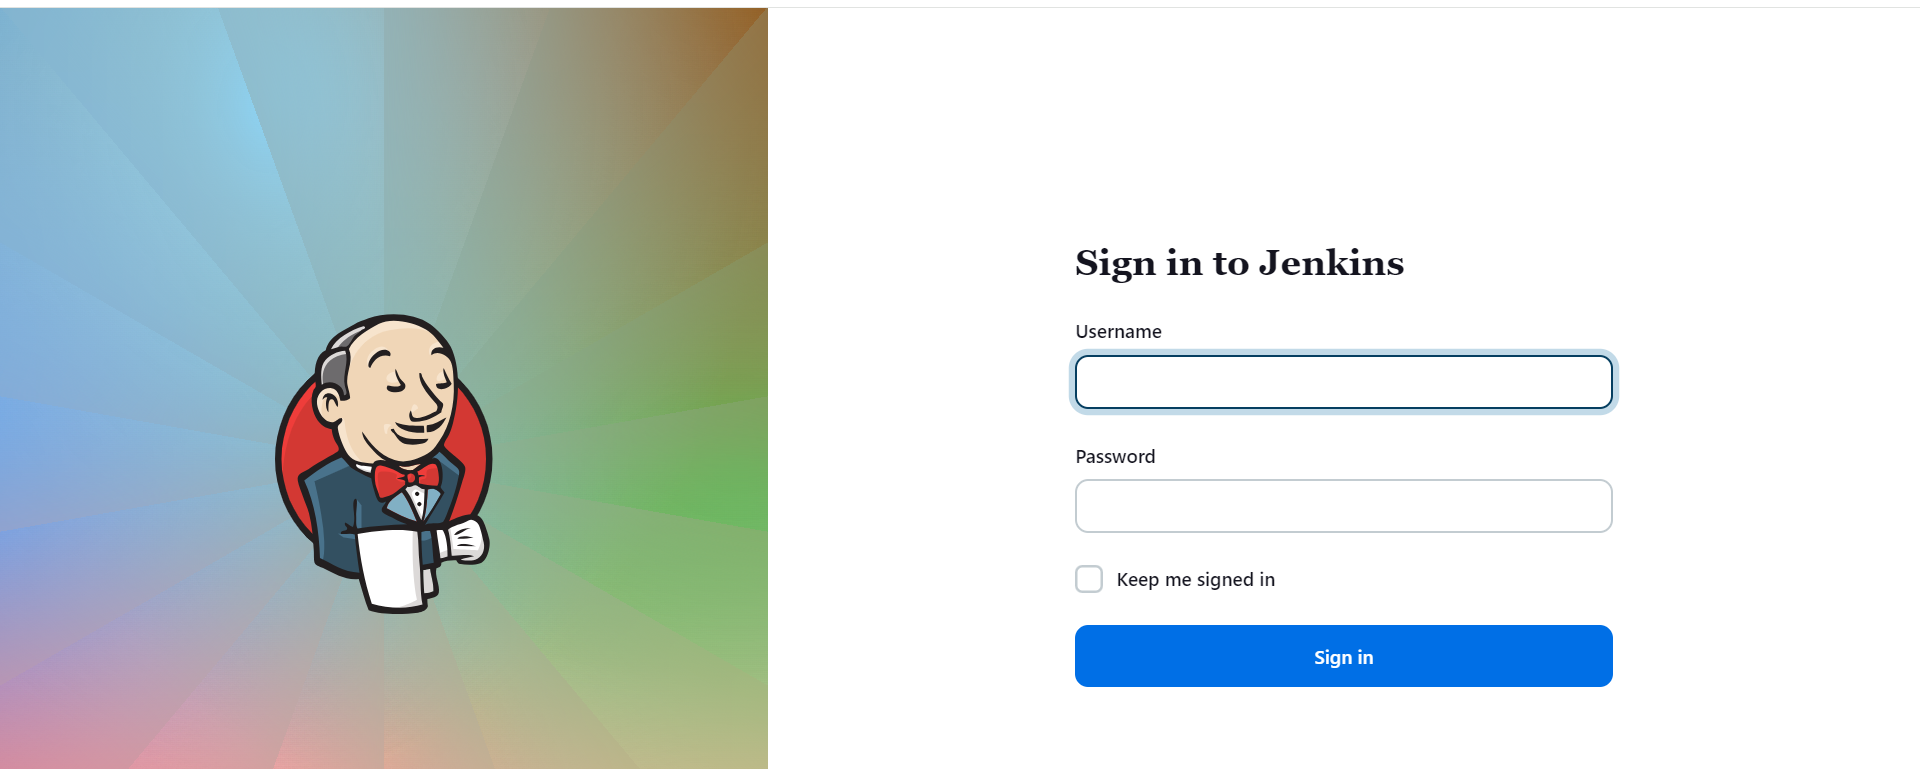 Sign in to Jenkins
Username
Password
Keep me signed in
Sign in